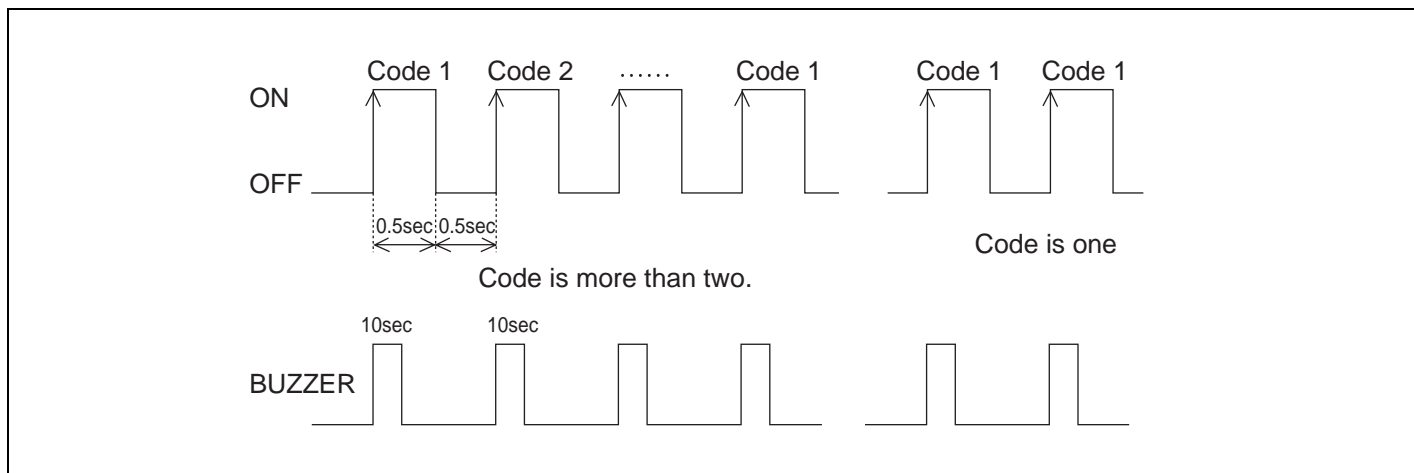 Code 1 Code 2 ...... Code 1 Code 1 Code 1
ON
OFF
0.5sec 0.5sec
Code is one
Code is more than two.
10sec 10sec
BUZZER